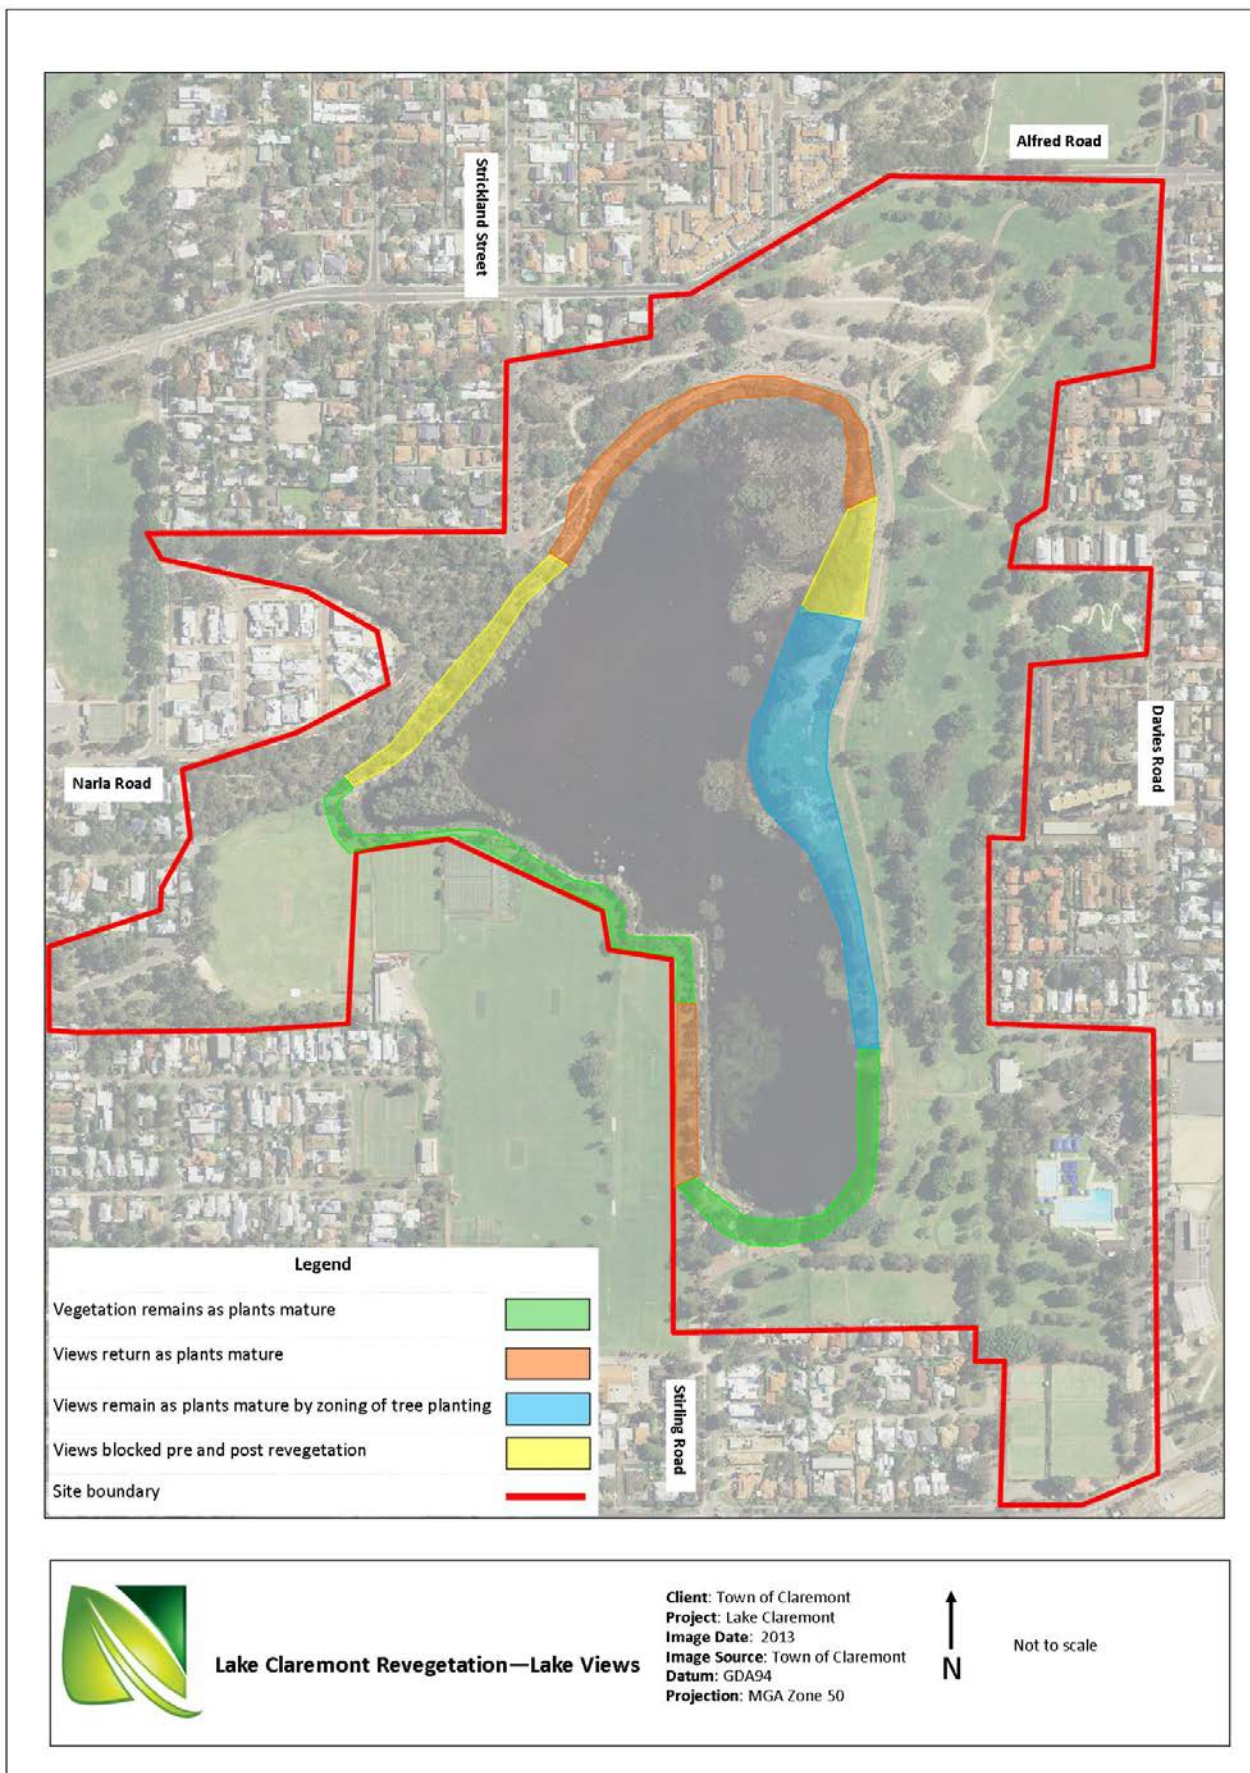 Alfred Road
Strickland Street
Narla Road
Davies Road
Stirling Road
Legend
Vegetation remains as plants mature
Views return as plants mature
Views remain as plants mature by zoning of tree planting
Views blocked pre and post revegetation
Site boundary
Lake Claremont Revegetation—Lake Views
Client: Town of Claremont
Project: Lake Claremont
Image Date: 2013
Image Source: Town of Claremont
Datum: GDA94
Projection: MGA Zone 50
N
Not to scale